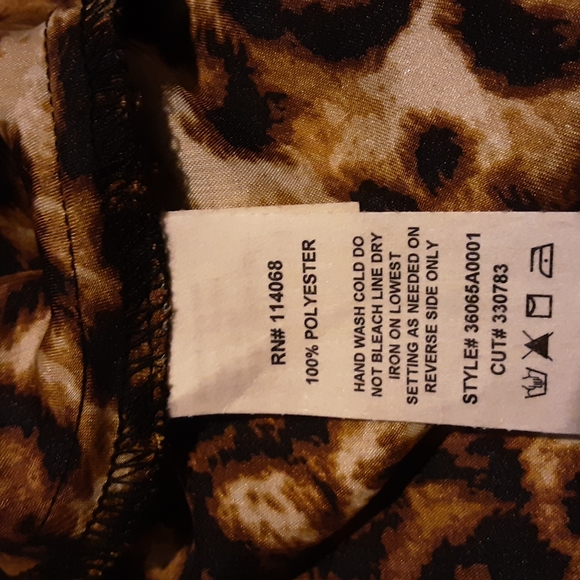 RN# 114068
100% POLYESTER
HAND WASH COLD DO
NOT BLEACH LINE DRY
IRON ON LOWEST
SETTING AS NEEDED ON
REVERSE SIDE ONLY
STYLE# 36065A0001
CUT# 330783